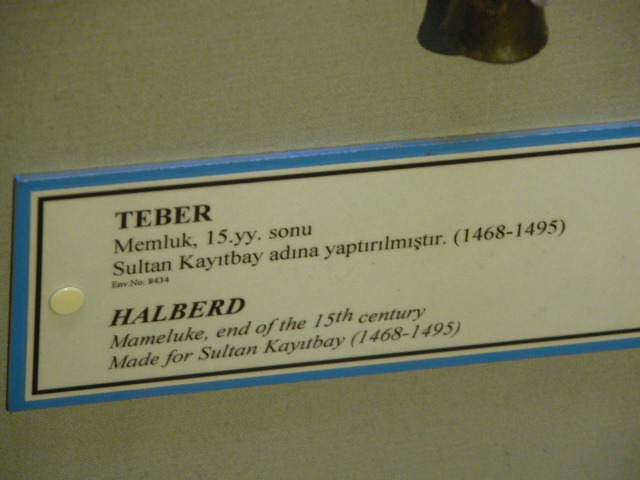 TEBER
Memluk, 15.yy. sonu
Sultan Kayıtbay adına yaptırılmıştır. (1468-1495)
Env.No: 8434
HALBERD
Mameluke, end of the 15th century
Made for Sultan Kayıtbay (1468-1495)